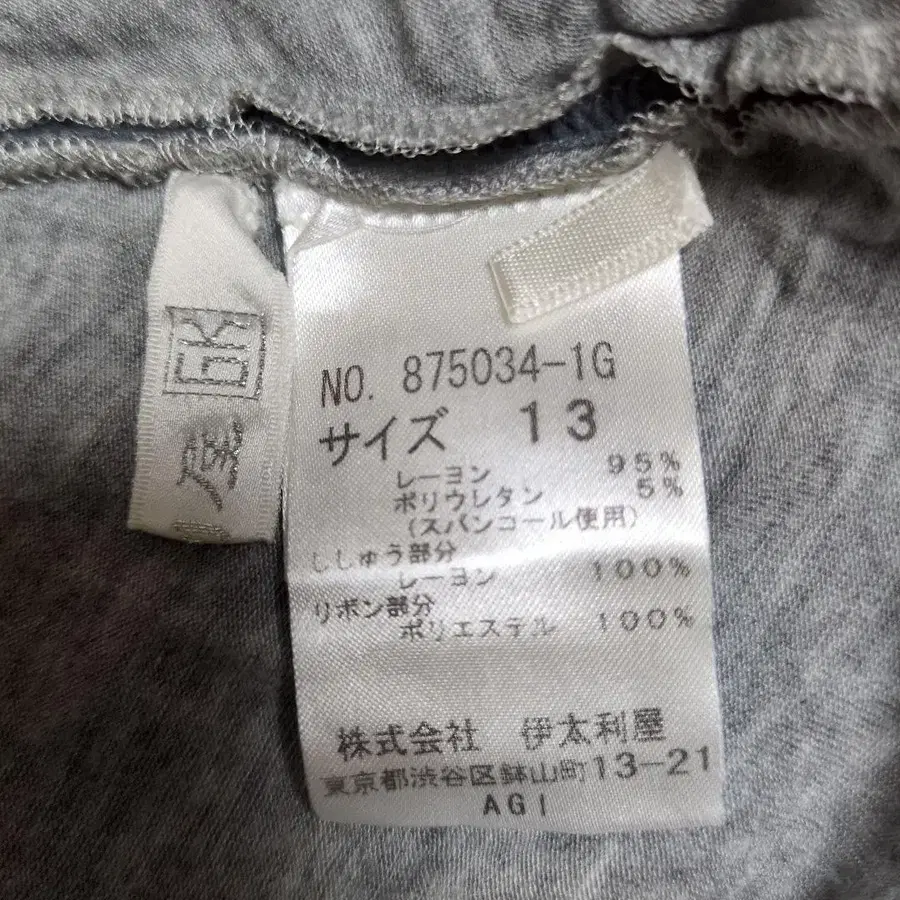 NO. 875034-1G
サイズ 13
レーヨン 95%
ポリウレタン 5%
(スパンコール使用)
ししゅう部分
レーヨン 100%
リボン部分
ポリエステル 100%
株式会社 伊太利屋
東京都渋谷区鉢山町13-21
AGI
GK
屋